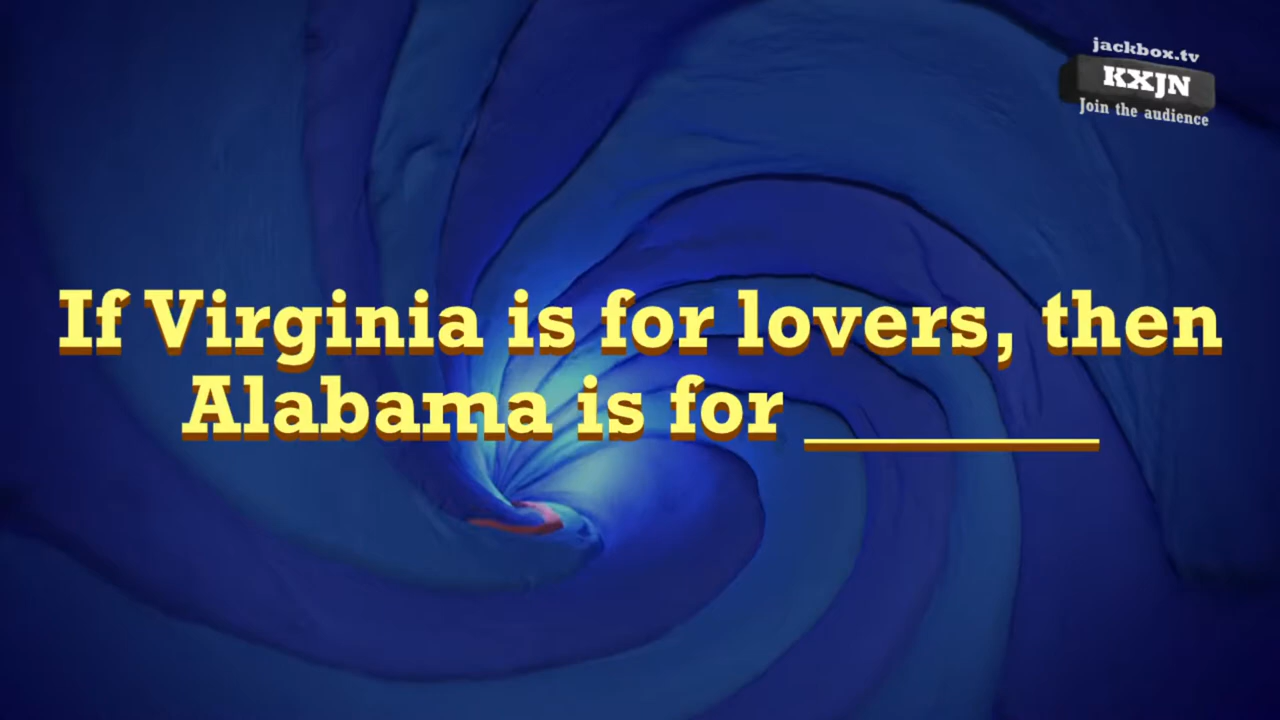 jackbox.tv
KXJN
Join the audience
If Virginia is for lovers, then
Alabama is for ________